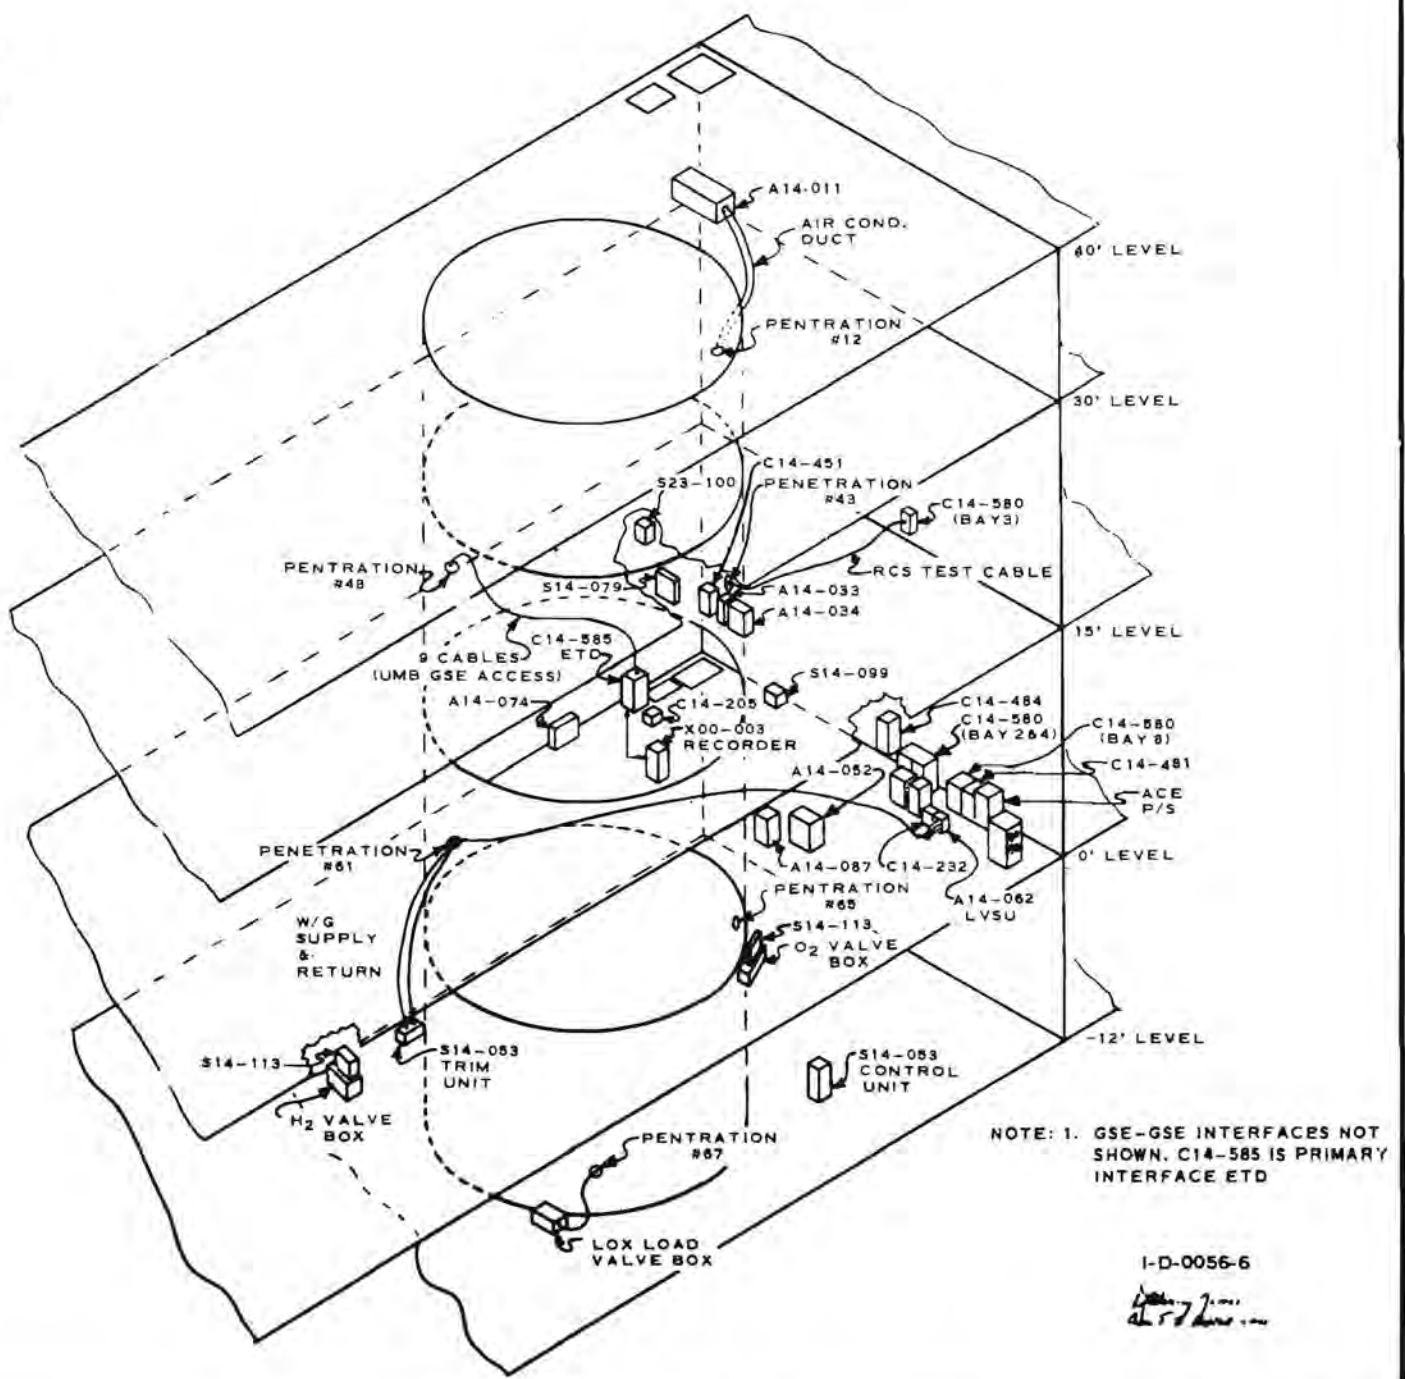 A14-011
AIR COND.
DUCT
40' LEVEL
PENTRATION
#12
30' LEVEL
C14-451
S23-100
PENETRATION
#43
C14-580
(BAY3)
PENTRATION
#48
RCS TEST CABLE
S14-079
A14-033
A14-034
15' LEVEL
C14-585
ETD
9 CABLES
(UMB GSE ACCESS)
S14-099
A14-074
C14-205
X00-003
RECORDER
C14-484
C14-580
(BAY 2&4)
C14-580
(BAY 8)
C14-481
A14-052
ACE
P/S
PENETRATION
#61
A14-087
C14-232
0' LEVEL
PENTRATION
#65
A14-062
LVSU
W/G
SUPPLY
&
RETURN
S14-113
O2 VALVE
BOX
-12' LEVEL
S14-113
S14-053
TRIM
UNIT
S14-053
CONTROL
UNIT
H2 VALVE
BOX
PENTRATION
#67
NOTE: 1. GSE-GSE INTERFACES NOT
SHOWN. C14-585 IS PRIMARY
INTERFACE ETD
LOX LOAD
VALVE BOX
I-D-0056-6